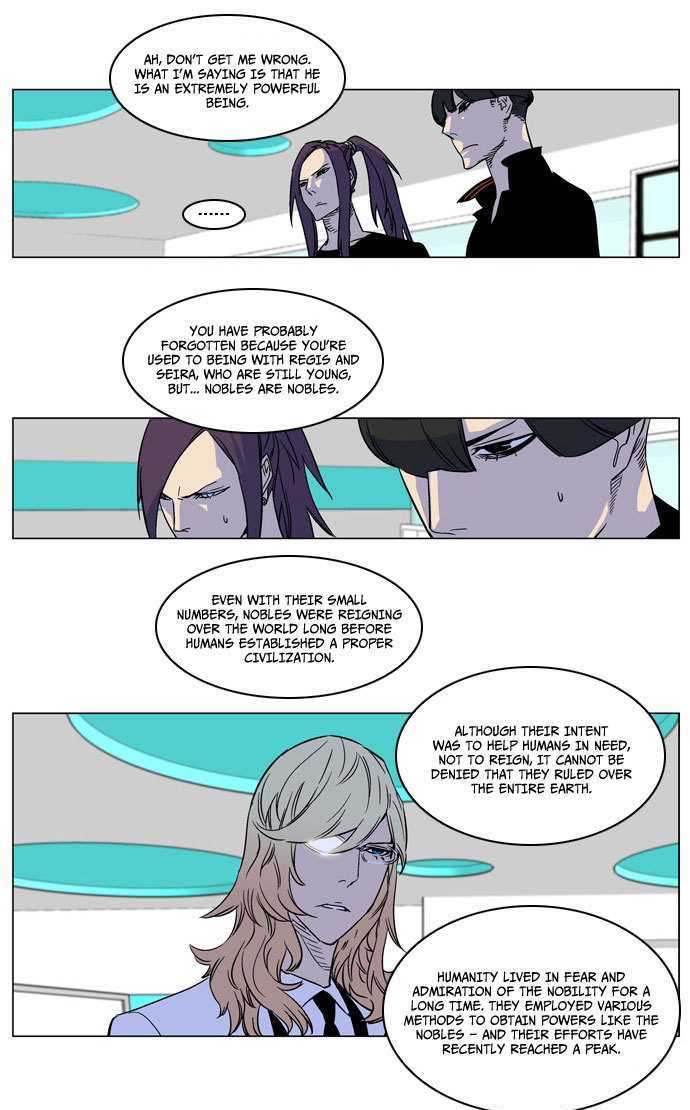 AH, DON'T GET ME WRONG.
WHAT I'M SAYING IS THAT HE
IS AN EXTREMELY POWERFUL
BEING.
------
YOU HAVE PROBABLY
FORGOTTEN BECAUSE YOU'RE
USED TO BEING WITH REGIS AND
SEIRA, WHO ARE STILL YOUNG,
BUT... NOBLES ARE NOBLES.
EVEN WITH THEIR SMALL
NUMBERS, NOBLES WERE REIGNING
OVER THE WORLD LONG BEFORE
HUMANS ESTABLISHED A PROPER
CIVILIZATION.
ALTHOUGH THEIR INTENT
WAS TO HELP HUMANS IN NEED,
NOT TO REIGN, IT CANNOT BE
DENIED THAT THEY RULED OVER
THE ENTIRE EARTH.
HUMANITY LIVED IN FEAR AND
ADMIRATION OF THE NOBILITY FOR A
LONG TIME. THEY EMPLOYED VARIOUS
METHODS TO OBTAIN POWERS LIKE THE
NOBLES – AND THEIR EFFORTS HAVE
RECENTLY REACHED A PEAK.